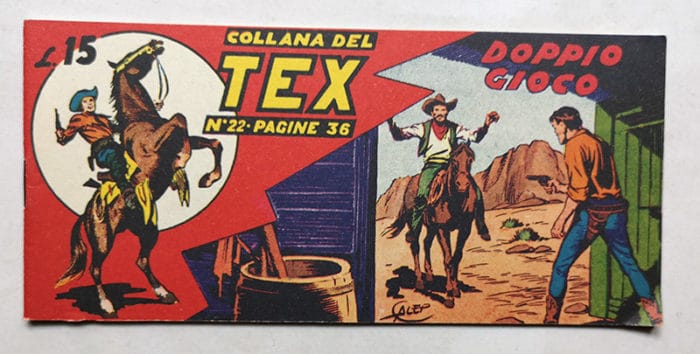 L.15
COLLANA DEL
TEX
N°22-PAGINE 36
DOPPIO
GIOCO
GALEP